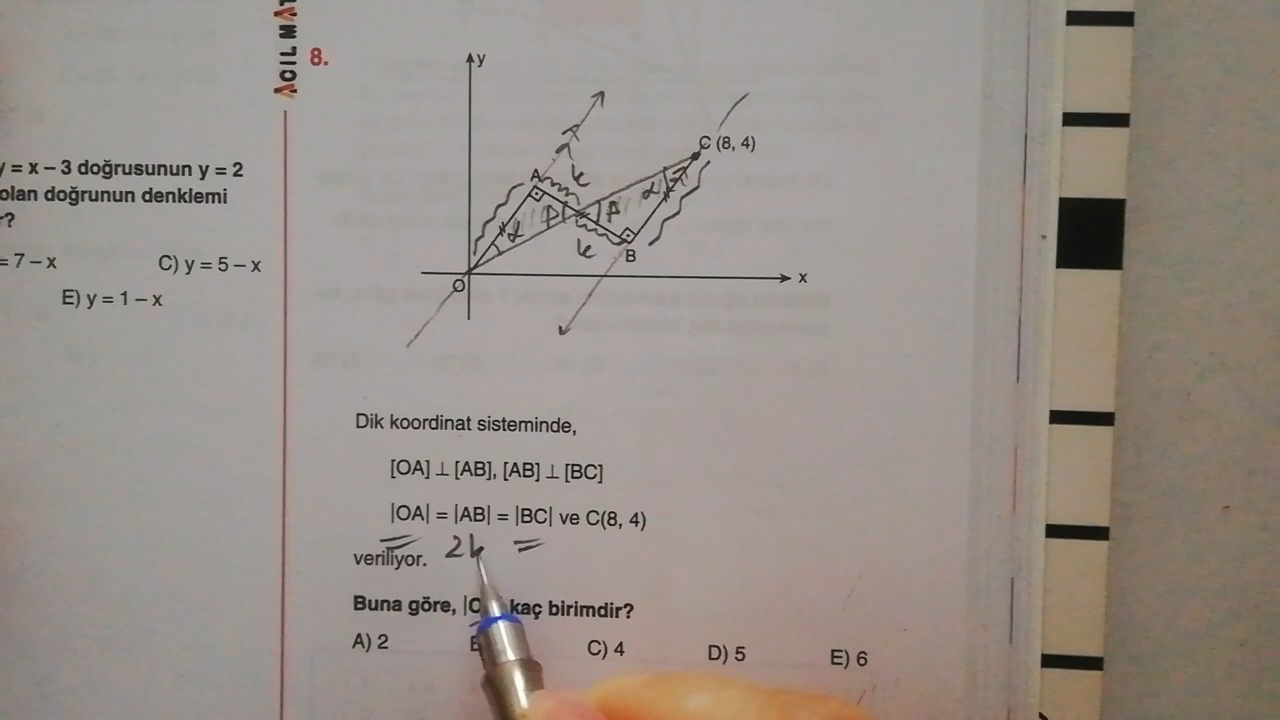 AÇILMAT
y = x – 3 doğrusunun y = 2
olan doğrunun denklemi
r?
= 7 – x C) y = 5 – x
E) y = 1 – x
8.
y
A
k
C (8, 4)
α
β
β
α
k
B
x
O
Dik koordinat sisteminde,
[OA] ⊥ [AB], [AB] ⊥ [BC]
|OA| = |AB| = |BC| ve C(8, 4)
2k
veriliyor.
Buna göre, kaç birimdir?
A) 2 C) 4 D) 5 E) 6